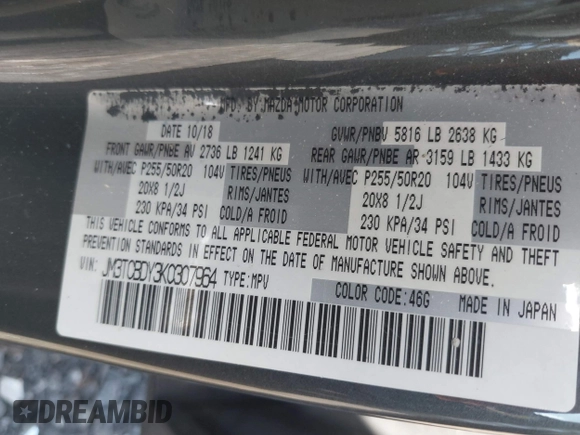 MFD. BY MAZDA MOTOR CORPORATION
DATE 10/18
GVWR/PNBV 5816 LB 2638 KG
FRONT GAWR/PNBE AV 2736 LB 1241 KG
REAR GAWR/PNBE AR 3159 LB 1433 KG
WITH/AVEC P255/50R20 104V TIRES/PNEUS
WITH/AVEC P255/50R20 104V TIRES/PNEUS
20X8 1/2J RIMS/JANTES
20X8 1/2J RIMS/JANTES
230 KPA/34 PSI COLD/A FROID
230 KPA/34 PSI COLD/A FROID
THIS VEHICLE CONFORMS TO ALL APPLICABLE FEDERAL MOTOR VEHICLE SAFETY AND THEFT
PREVENTION STANDARDS IN EFFECT ON THE DATE OF MANUFACTURE SHOWN ABOVE.
VIN: JM3TCBDY3K0307964 TYPE: MPV
COLOR CODE: 46G MADE IN JAPAN
DREAMBID